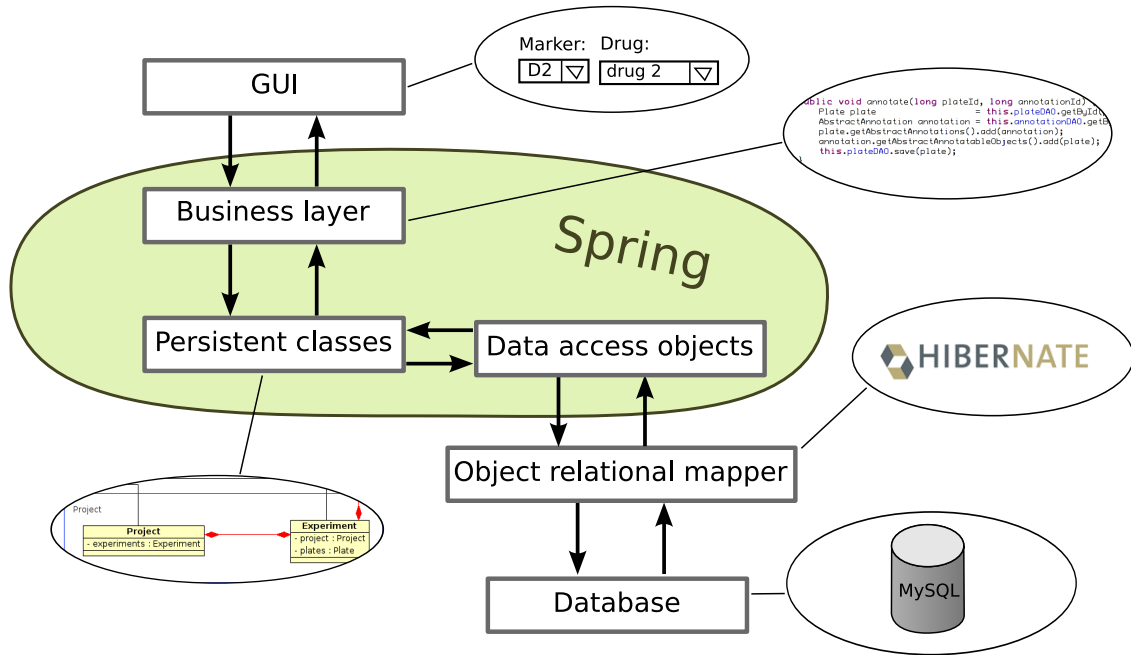 Marker: Drug:
D2 drug 2
GUI
ublic void annotate(long plateId, long annotationId)
Plate plate = this.plateDAO.getById(
AbstractAnnotation annotation = this.annotationDAO.getB
plate.getAbstractAnnotations().add(annotation);
annotation.getAbstractAnnotatableObjects().add(plate);
this.plateDAO.save(plate);
}
Business layer
Spring
Persistent classes
Data access objects
HIBERNATE
Object relational mapper
Project
Project
- experiments : Experiment
Experiment
- project : Project
- plates : Plate
Database
MySQL